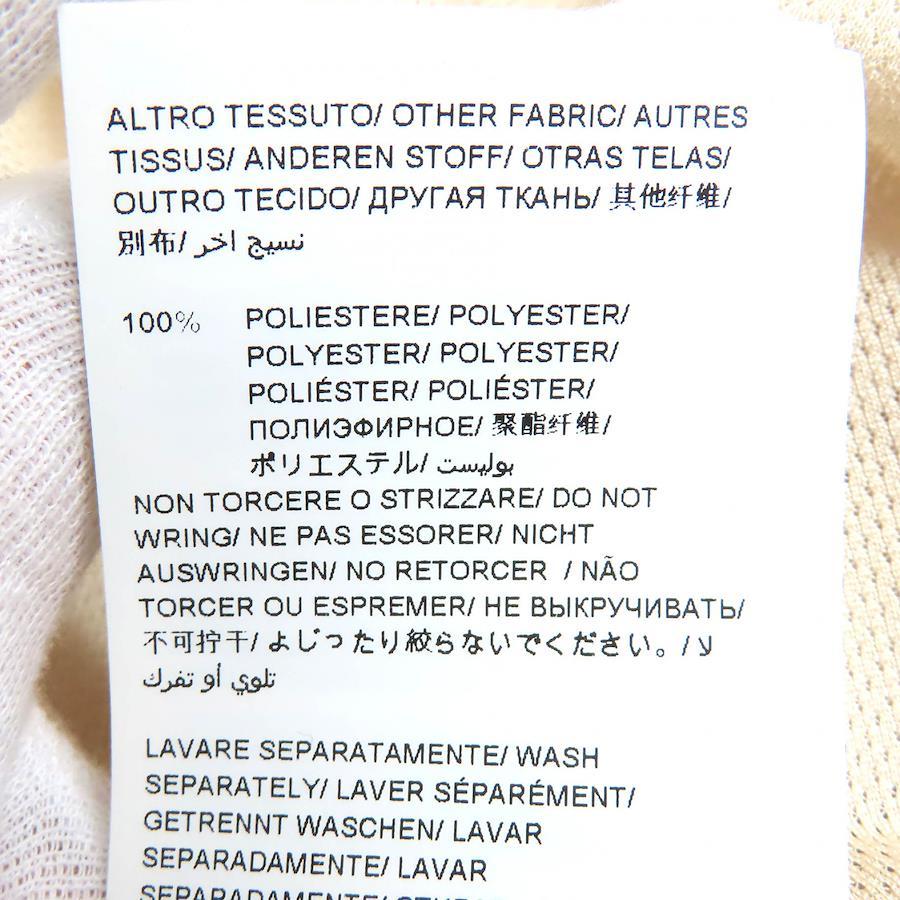 ALTRO TESSUTO/ OTHER FABRIC/ AUTRES
TISSUS/ ANDEREN STOFF/ OTRAS TELAS/
OUTRO TECIDO/ ДРУГАЯ ТКАНЬ/ 其他纤维/
別布/ نسيج اخر
100% POLIESTERE/ POLYESTER/
POLYESTER/ POLYESTER/
POLIÉSTER/ POLIÉSTER/
ПОЛИЭФИРНОЕ/ 聚酯纤维/
ポリエステル/ بوليست
NON TORCERE O STRIZZARE/ DO NOT
WRING/ NE PAS ESSORER/ NICHT
AUSWRINGEN/ NO RETORCER / NÃO
TORCER OU ESPREMER/ НЕ ВЫКРУЧИВАТЬ/
不可拧干/ よじったり絞らないでください。/ لا
تلوي أو تفرك
LAVARE SEPARATAMENTE/ WASH
SEPARATELY/ LAVER SÉPARÉMENT/
GETRENNT WASCHEN/ LAVAR
SEPARADAMENTE/ LAVAR
SEPARADAMENTE/